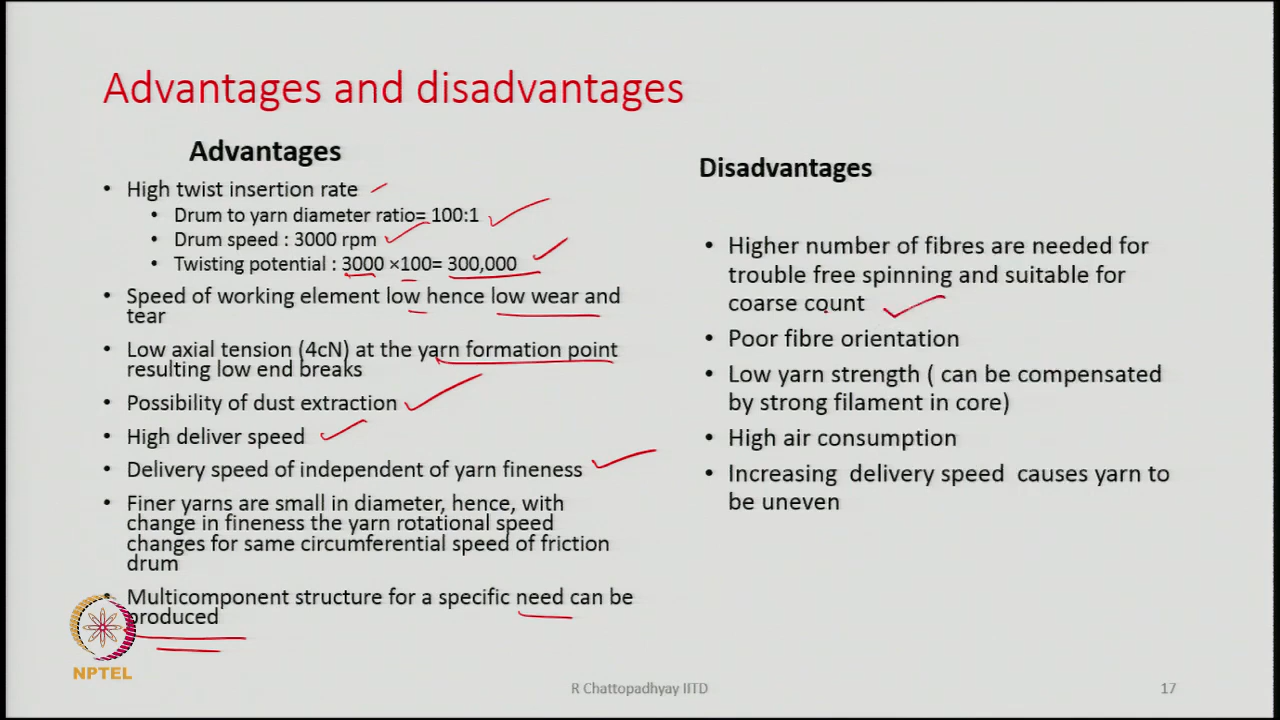 Advantages and disadvantages
Advantages
• High twist insertion rate
• Drum to yarn diameter ratio= 100:1
• Drum speed : 3000 rpm
• Twisting potential : 3000 ×100= 300,000
• Speed of working element low hence low wear and
tear
• Low axial tension (4cN) at the yarn formation point
resulting low end breaks
• Possibility of dust extraction
• High deliver speed
• Delivery speed of independent of yarn fineness
• Finer yarns are small in diameter, hence, with
change in fineness the yarn rotational speed
changes for same circumferential speed of friction
drum
• Multicomponent structure for a specific need can be
produced
Disadvantages
• Higher number of fibres are needed for
trouble free spinning and suitable for
coarse count
• Poor fibre orientation
• Low yarn strength ( can be compensated
by strong filament in core)
• High air consumption
• Increasing delivery speed causes yarn to
be uneven
NPTEL
R Chattopadhyay IITD
17